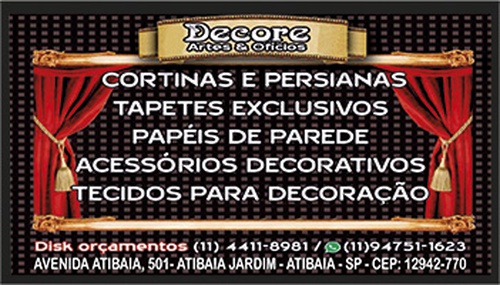 Decore
Artes & Ofícios
CORTINAS E PERSIANAS
TAPETES EXCLUSIVOS
PAPÉIS DE PAREDE
ACESSÓRIOS DECORATIVOS
TECIDOS PARA DECORAÇÃO
Disk orçamentos (11) 4411-8981 / (11)94751-1623
AVENIDA ATIBAIA, 501- ATIBAIA JARDIM - ATIBAIA - SP - CEP: 12942-770